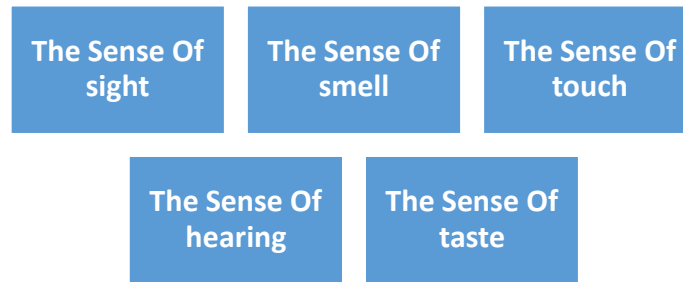 The Sense Of
sight
The Sense Of
smell
The Sense Of
touch
The Sense Of
hearing
The Sense Of
taste